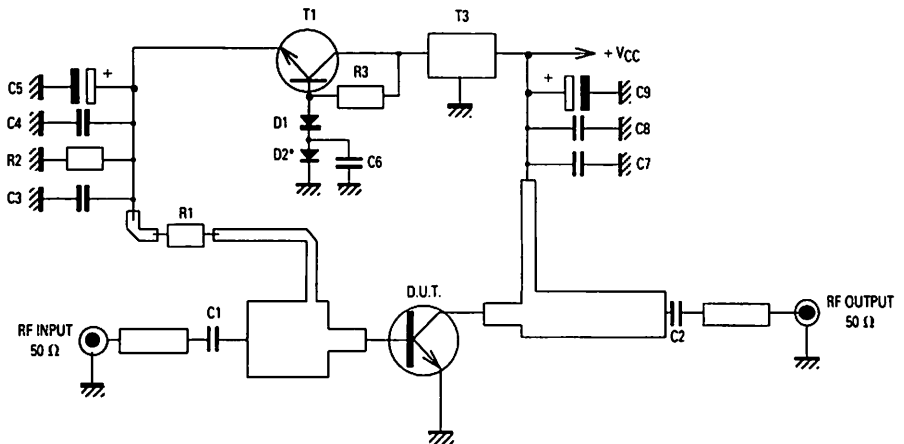 T1
T3
+ VCC
R3
C5
+
+
C9
C4
D1
C8
R2
D2*
C6
C7
C3
R1
D.U.T.
RF INPUT
50 Ω
C1
C2
RF OUTPUT
50 Ω